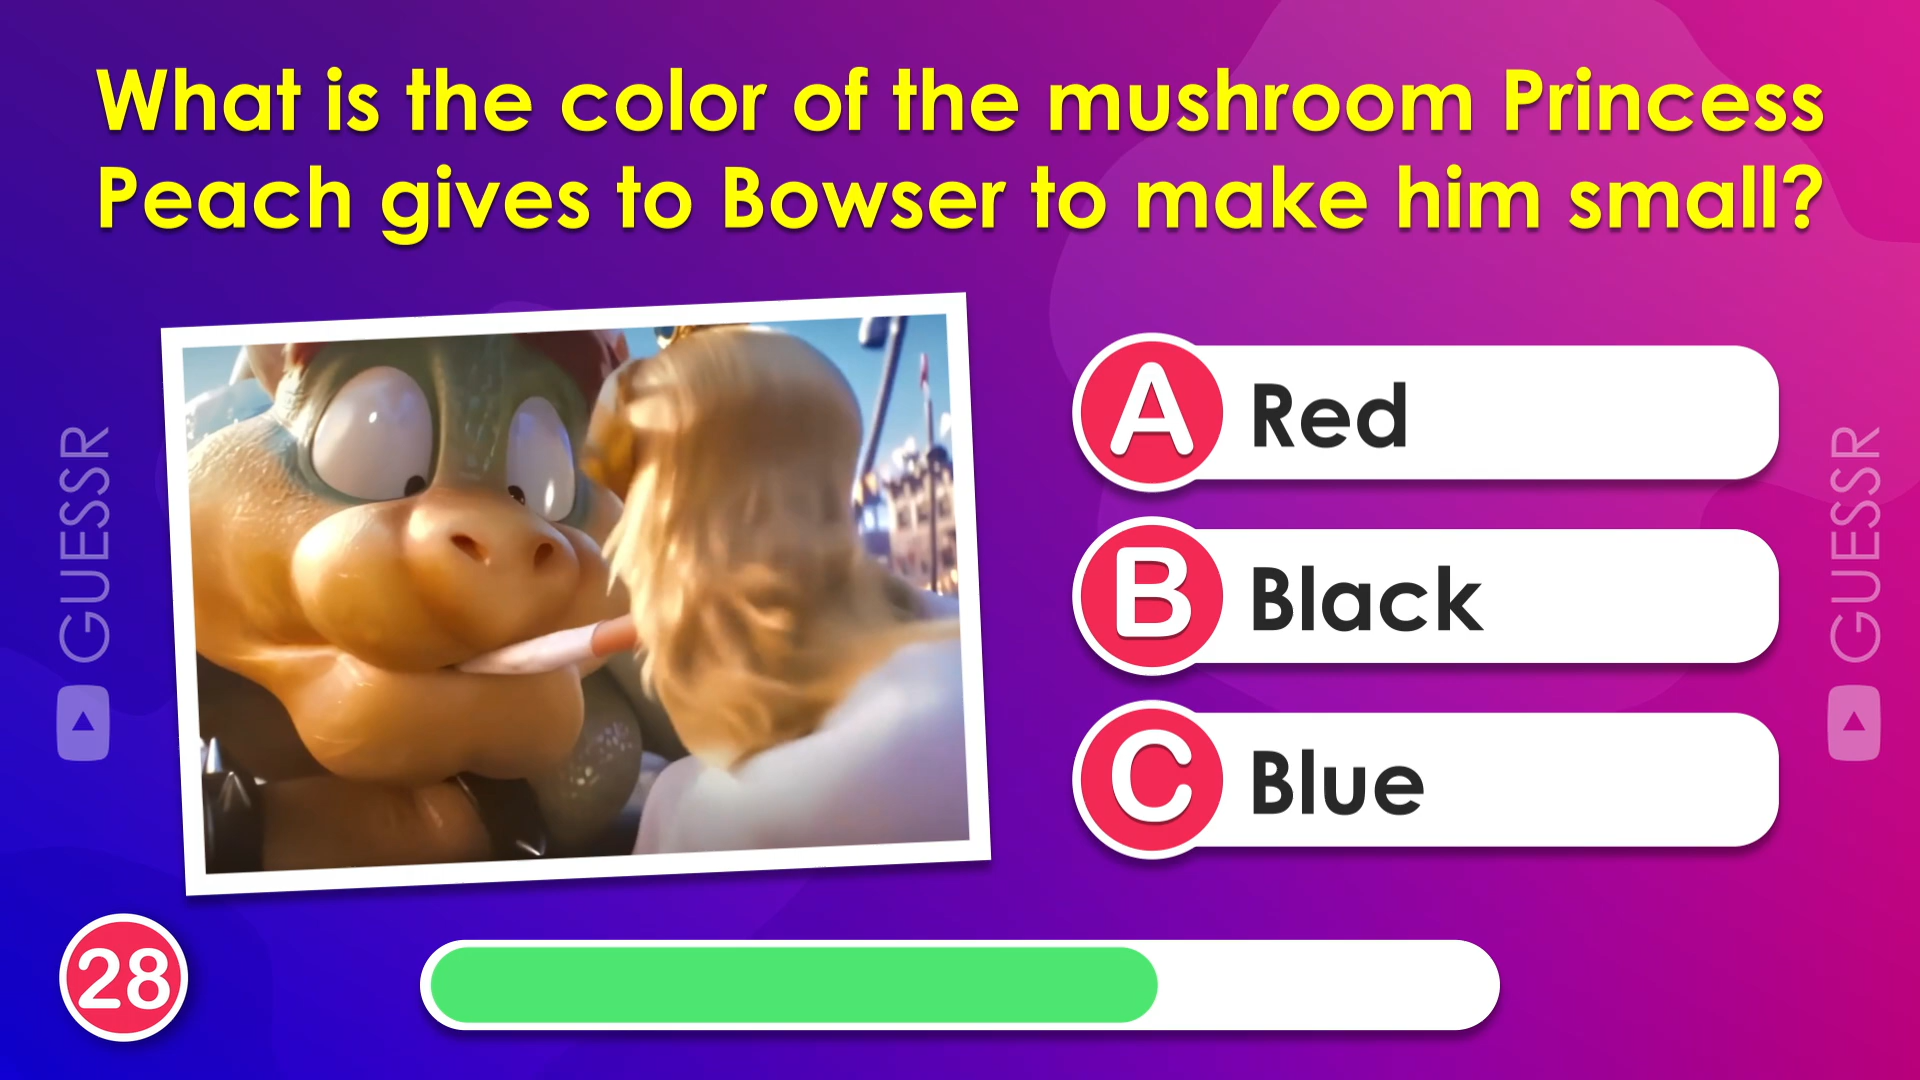 What is the color of the mushroom Princess
Peach gives to Bowser to make him small?
A Red
B Black
C Blue
GUESSR
GUESSR
28